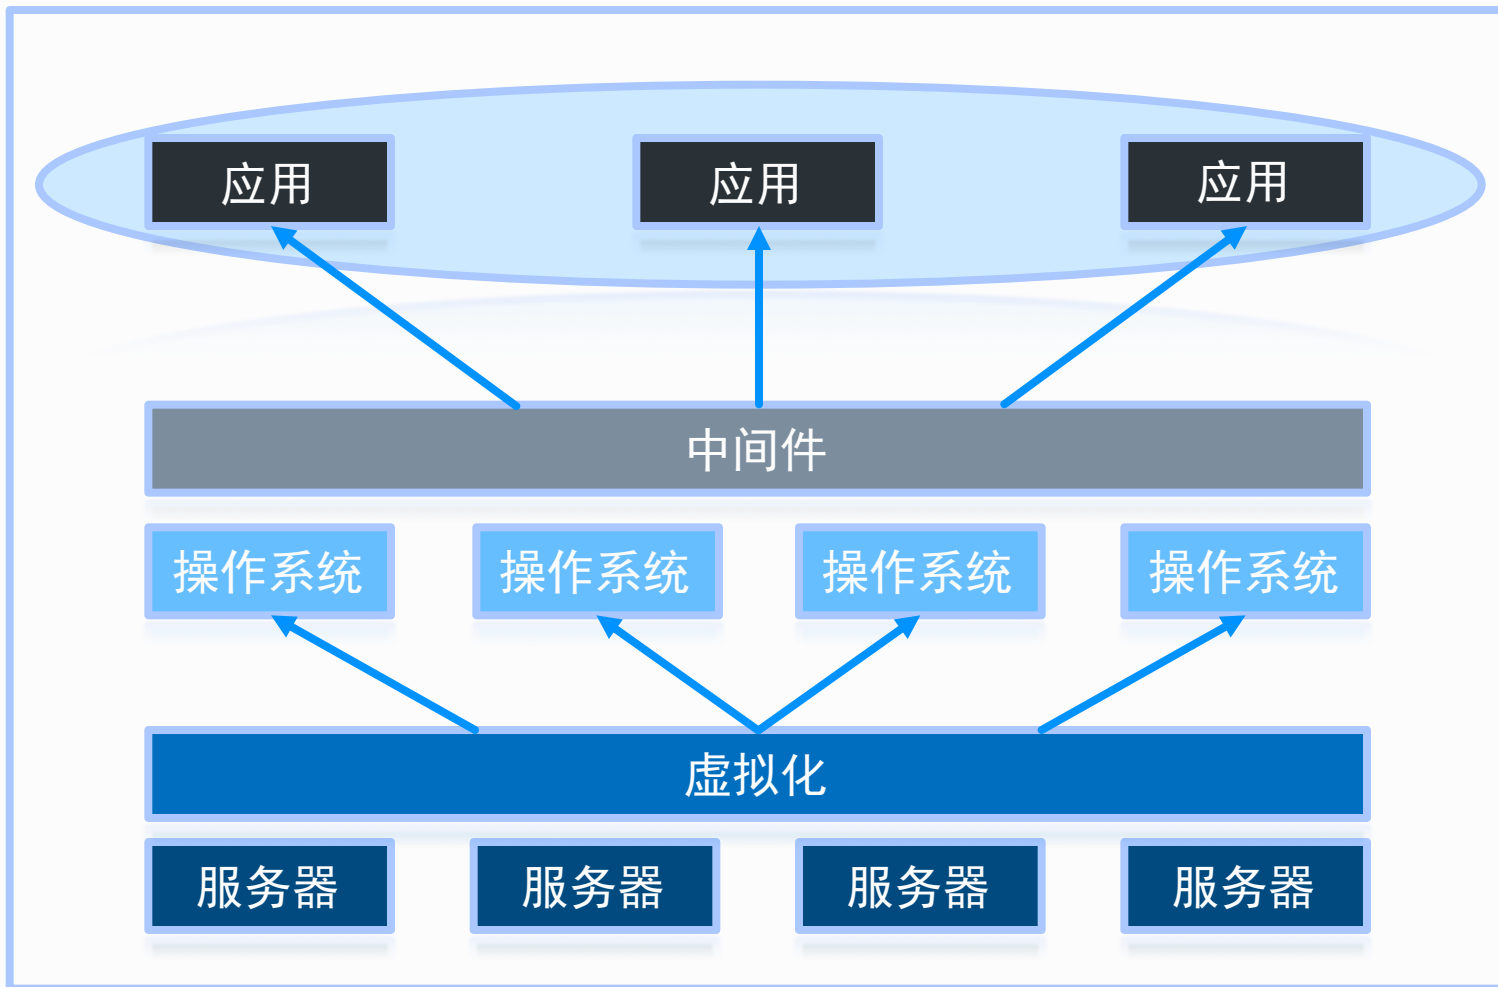 应用 应用 应用
中间件
操作系统 操作系统 操作系统 操作系统
虚拟化
服务器 服务器 服务器 服务器